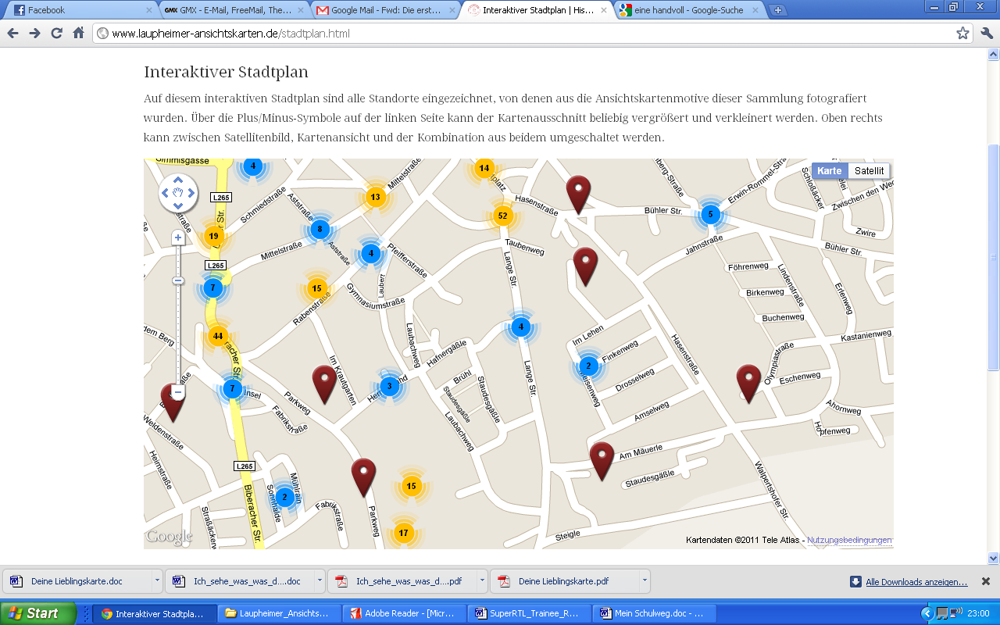 Facebook
GMX - E-Mail, FreeMail, The...
Google Mail - Fwd: Die erst...
Interaktiver Stadtplan | His...
eine handvoll - Google-Suche
www.laupheimer-ansichtskarten.de/stadtplan.html
Interaktiver Stadtplan
Auf diesem interaktiven Stadtplan sind alle Standorte eingezeichnet, von denen aus die Ansichtskartenmotive dieser Sammlung fotografiert
wurden. Über die Plus/Minus-Symbole auf der linken Seite kann der Kartenausschnitt beliebig vergrößert und verkleinert werden. Oben rechts
kann zwischen Satellitenbild, Kartenansicht und der Kombination aus beidem umgeschaltet werden.
4
14
Karte Satillit
Mittelstraße
13
L265
Schmiedstraße
Aststraße
Hasenstraße
52
Bühler Str.
5
Erwin-Rommel-Str.
Schloßäcker
Zwischen den
Zwire
19
8
Mittelstraße
Aststraße
4
Pfeifferstraße
Taubenweg
Lange Str.
Jahnstraße
Bühler Str.
L265
7
15
Laubert
Gymnasiumstraße
Rabenstraße
Föhrenweg
Birkenweg
Buchenweg
Lindenstraße
Erlenweg
44
dem Berg
Laubachweg
Hafnergäßle
4
Im Lehen
Finkenweg
Hasenstraße
Kastanienweg
Olympiastraße
Im Krautgarten
Brühl
Lange Str.
2
Drosselweg
Eschenweg
7
Insel
Parkweg
3
Staudesgäßle
Staudesgäßle
Amselweg
Ahornweg
Hopfenweg
Weldenstraße
Fabrikstraße
Laubachweg
Am Mäuerle
Heimstraße
L265
Mühlrain
Sonnhalde
2
15
Staudesgäßle
Walpertshofer Str.
Biberacher Str.
Fabrikstraße
Parkweg
17
Steigle
Google
Kartendaten ©2011 Tele Atlas - Nutzungsbedingungen
Deine Lieblingskarte.doc
Ich_sehe_was_was_d....doc
Ich_sehe_was_was_d....pdf
Deine Lieblingskarte.pdf
Alle Downloads anzeigen...
Start
Interaktiver Stadtpla...
Laupheimer_Ansichts...
Adobe Reader - [Micr...
SuperRTL_Trainee_R...
Mein Schulweg.doc - ...
23:00